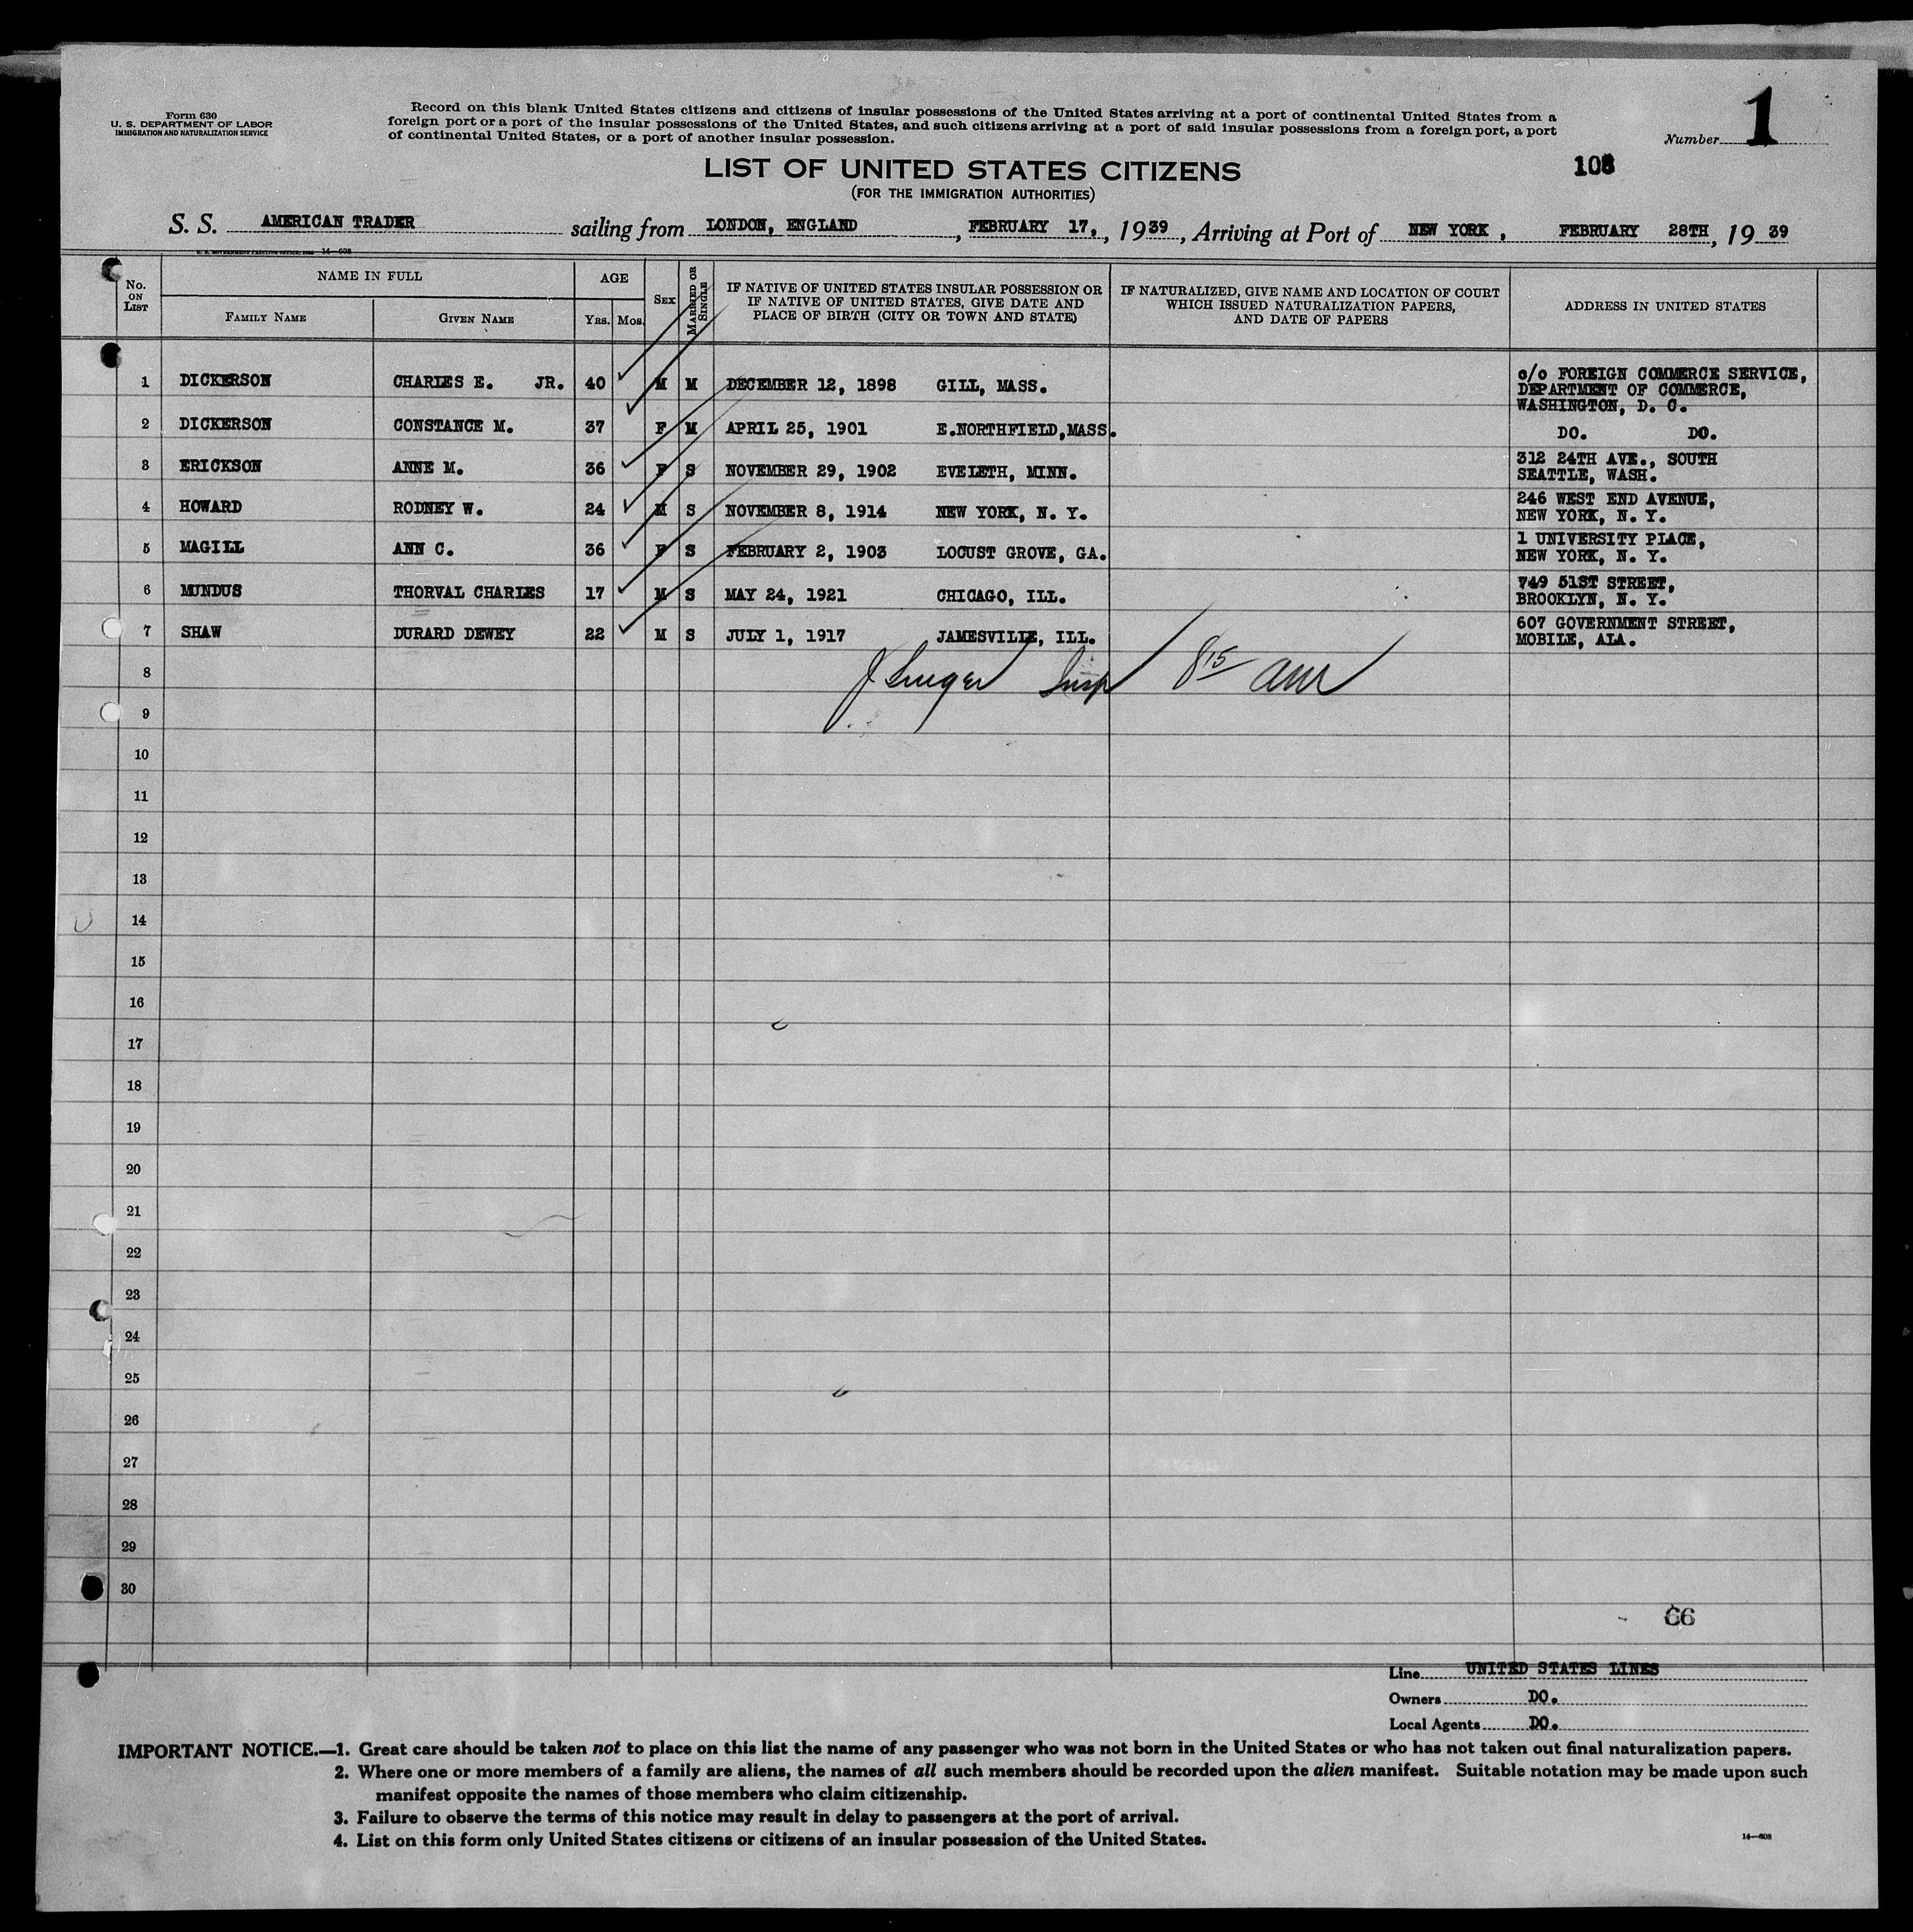 Form 630
U. S. DEPARTMENT OF LABOR
IMMIGRATION AND NATURALIZATION SERVICE
Record on this blank United States citizens and citizens of insular possessions of the United States arriving at a port of continental United States from a
foreign port or a port of the insular possessions of the United States, and such citizens arriving at a port of said insular possessions from a foreign port, a port
of continental United States, or a port of another insular possession.
Number 1
LIST OF UNITED STATES CITIZENS
(FOR THE IMMIGRATION AUTHORITIES)
S. S. AMERICAN TRADER sailing from LONDON, ENGLAND, FEBRUARY 17, , 1939, Arriving at Port of NEW YORK, FEBRUARY 28TH, 1939
14—608
No. ON LIST
NAME IN FULL
FAMILY NAME
GIVEN NAME
AGE
YRS. MOS.
SEX
MARRIED OR SINGLE
IF NATIVE OF UNITED STATES INSULAR POSSESSION OR
IF NATIVE OF UNITED STATES, GIVE DATE AND
PLACE OF BIRTH (CITY OR TOWN AND STATE)
IF NATURALIZED, GIVE NAME AND LOCATION OF COURT
WHICH ISSUED NATURALIZATION PAPERS,
AND DATE OF PAPERS
ADDRESS IN UNITED STATES
1 DICKERSON CHARLES E. JR. 40 M M DECEMBER 12, 1898 GILL, MASS. c/o FOREIGN COMMERCE SERVICE,
DEPARTMENT OF COMMERCE,
WASHINGTON, D. C.
2 DICKERSON CONSTANCE M. 37 F M APRIL 25, 1901 E.NORTHFIELD,MASS. DO. DO.
3 ERICKSON ANNE M. 36 F S NOVEMBER 29, 1902 EVELETH, MINN. 312 24TH AVE., SOUTH
SEATTLE, WASH.
4 HOWARD RODNEY W. 24 M S NOVEMBER 8, 1914 NEW YORK, N. Y. 246 WEST END AVENUE,
NEW YORK, N. Y.
5 MAGILL ANN C. 36 F S FEBRUARY 2, 1903 LOCUST GROVE, GA. 1 UNIVERSITY PLACE,
NEW YORK, N. Y.
6 MUNDUS THORVAL CHARLES 17 M S MAY 24, 1921 CHICAGO, ILL. 749 51ST STREET,
BROOKLYN, N. Y.
7 SHAW DURARD DEWEY 22 M S JULY 1, 1917 JAMESVILLE, ILL. 607 GOVERNMENT STREET,
MOBILE, ALA.
8 Insp 8 15 am
9
10
11
12
13
14
15
16
17
18
19
20
21
22
23
24
25
26
27
28
29
30
66
Line UNITED STATES LINES
Owners DO.
Local Agents DO.
IMPORTANT NOTICE.—1. Great care should be taken not to place on this list the name of any passenger who was not born in the United States or who has not taken out final naturalization papers.
2. Where one or more members of a family are aliens, the names of all such members should be recorded upon the alien manifest. Suitable notation may be made upon such
manifest opposite the names of those members who claim citizenship.
3. Failure to observe the terms of this notice may result in delay to passengers at the port of arrival.
4. List on this form only United States citizens or citizens of an insular possession of the United States.
14—608